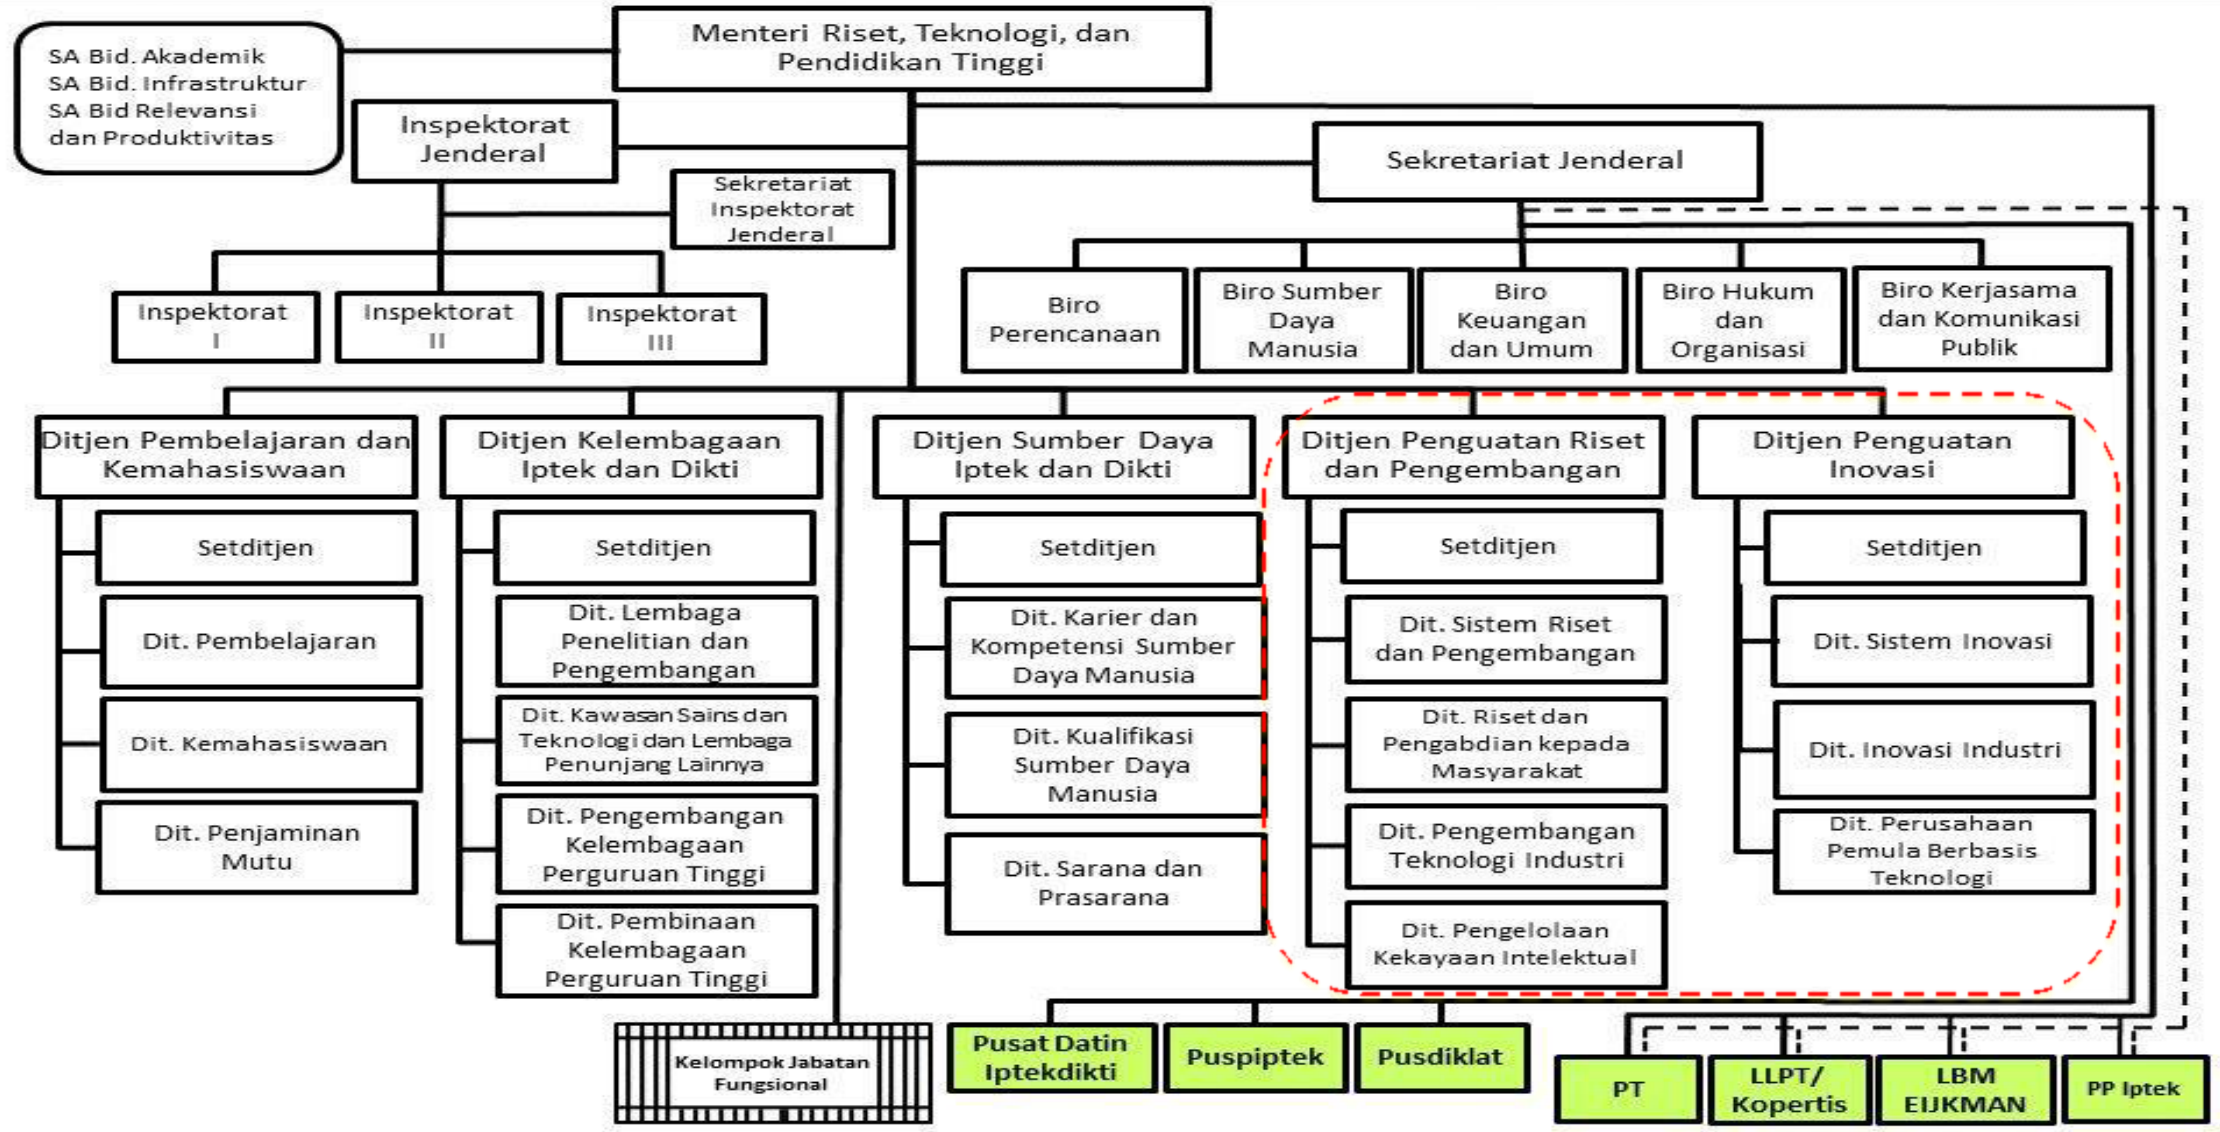 Menteri Riset, Teknologi, dan
Pendidikan Tinggi
SA Bid. Akademik
SA Bid. Infrastruktur
SA Bid Relevansi
dan Produktivitas
Inspektorat
Jenderal
Sekretariat Jenderal
Sekretariat
Inspektorat
Jenderal
Inspektorat
I
Inspektorat
II
Inspektorat
III
Biro
Perencanaan
Biro Sumber
Daya
Manusia
Biro
Keuangan
dan Umum
Biro Hukum
dan
Organisasi
Biro Kerjasama
dan Komunikasi
Publik
Ditjen Pembelajaran dan
Kemahasiswaan
Setditjen
Dit. Pembelajaran
Dit. Kemahasiswaan
Dit. Penjaminan
Mutu
Ditjen Kelembagaan
Iptek dan Dikti
Setditjen
Dit. Lembaga
Penelitian dan
Pengembangan
Dit. Kawasan Sains dan
Teknologi dan Lembaga
Penunjang Lainnya
Dit. Pengembangan
Kelembagaan
Perguruan Tinggi
Dit. Pembinaan
Kelembagaan
Perguruan Tinggi
Ditjen Sumber Daya
Iptek dan Dikti
Setditjen
Dit. Karier dan
Kompetensi Sumber
Daya Manusia
Dit. Kualifikasi
Sumber Daya
Manusia
Dit. Sarana dan
Prasarana
Ditjen Penguatan Riset
dan Pengembangan
Setditjen
Dit. Sistem Riset
dan Pengembangan
Dit. Riset dan
Pengabdian kepada
Masyarakat
Dit. Pengembangan
Teknologi Industri
Dit. Pengelolaan
Kekayaan Intelektual
Ditjen Penguatan
Inovasi
Setditjen
Dit. Sistem Inovasi
Dit. Inovasi Industri
Dit. Perusahaan
Pemula Berbasis
Teknologi
Kelompok Jabatan
Fungsional
Pusat Datin
Iptekdikti
Puspiptek
Pusdiklat
PT
LLPT/
Kopertis
LBM
EIJKMAN
PP Iptek